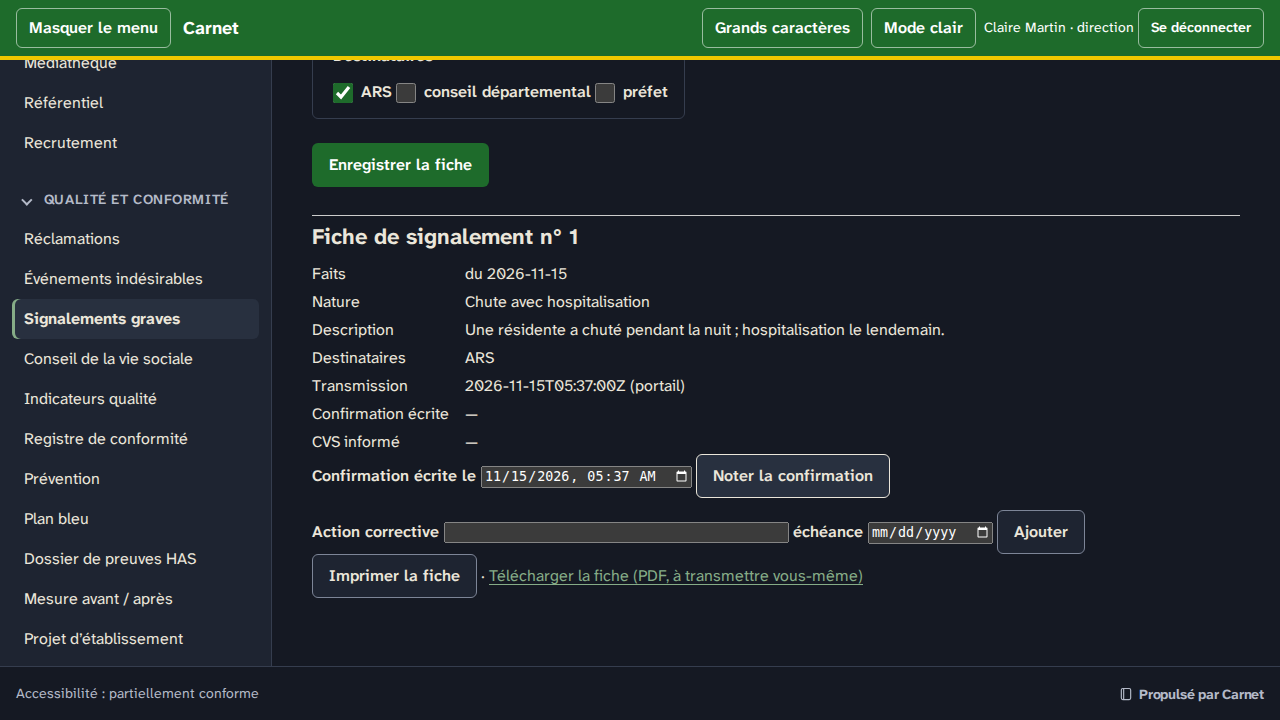 Masquer le menu
Carnet
Grands caractères
Mode clair
Claire Martin · direction
Se déconnecter
Médiathèque
Référentiel
Recrutement
QUALITÉ ET CONFORMITÉ
Réclamations
Événements indésirables
Signalements graves
Conseil de la vie sociale
Indicateurs qualité
Registre de conformité
Prévention
Plan bleu
Dossier de preuves HAS
Mesure avant / après
Projet d'établissement
Destinataires
ARS conseil départemental préfet
Enregistrer la fiche
Fiche de signalement n° 1
Faits du 2026-11-15
Nature Chute avec hospitalisation
Description Une résidente a chuté pendant la nuit ; hospitalisation le lendemain.
Destinataires ARS
Transmission 2026-11-15T05:37:00Z (portail)
Confirmation écrite —
CVS informé —
Confirmation écrite le 11/15/2026, 05:37 AM Noter la confirmation
Action corrective échéance mm/dd/yyyy Ajouter
Imprimer la fiche · Télécharger la fiche (PDF, à transmettre vous-même)
Accessibilité : partiellement conforme
Propulsé par Carnet